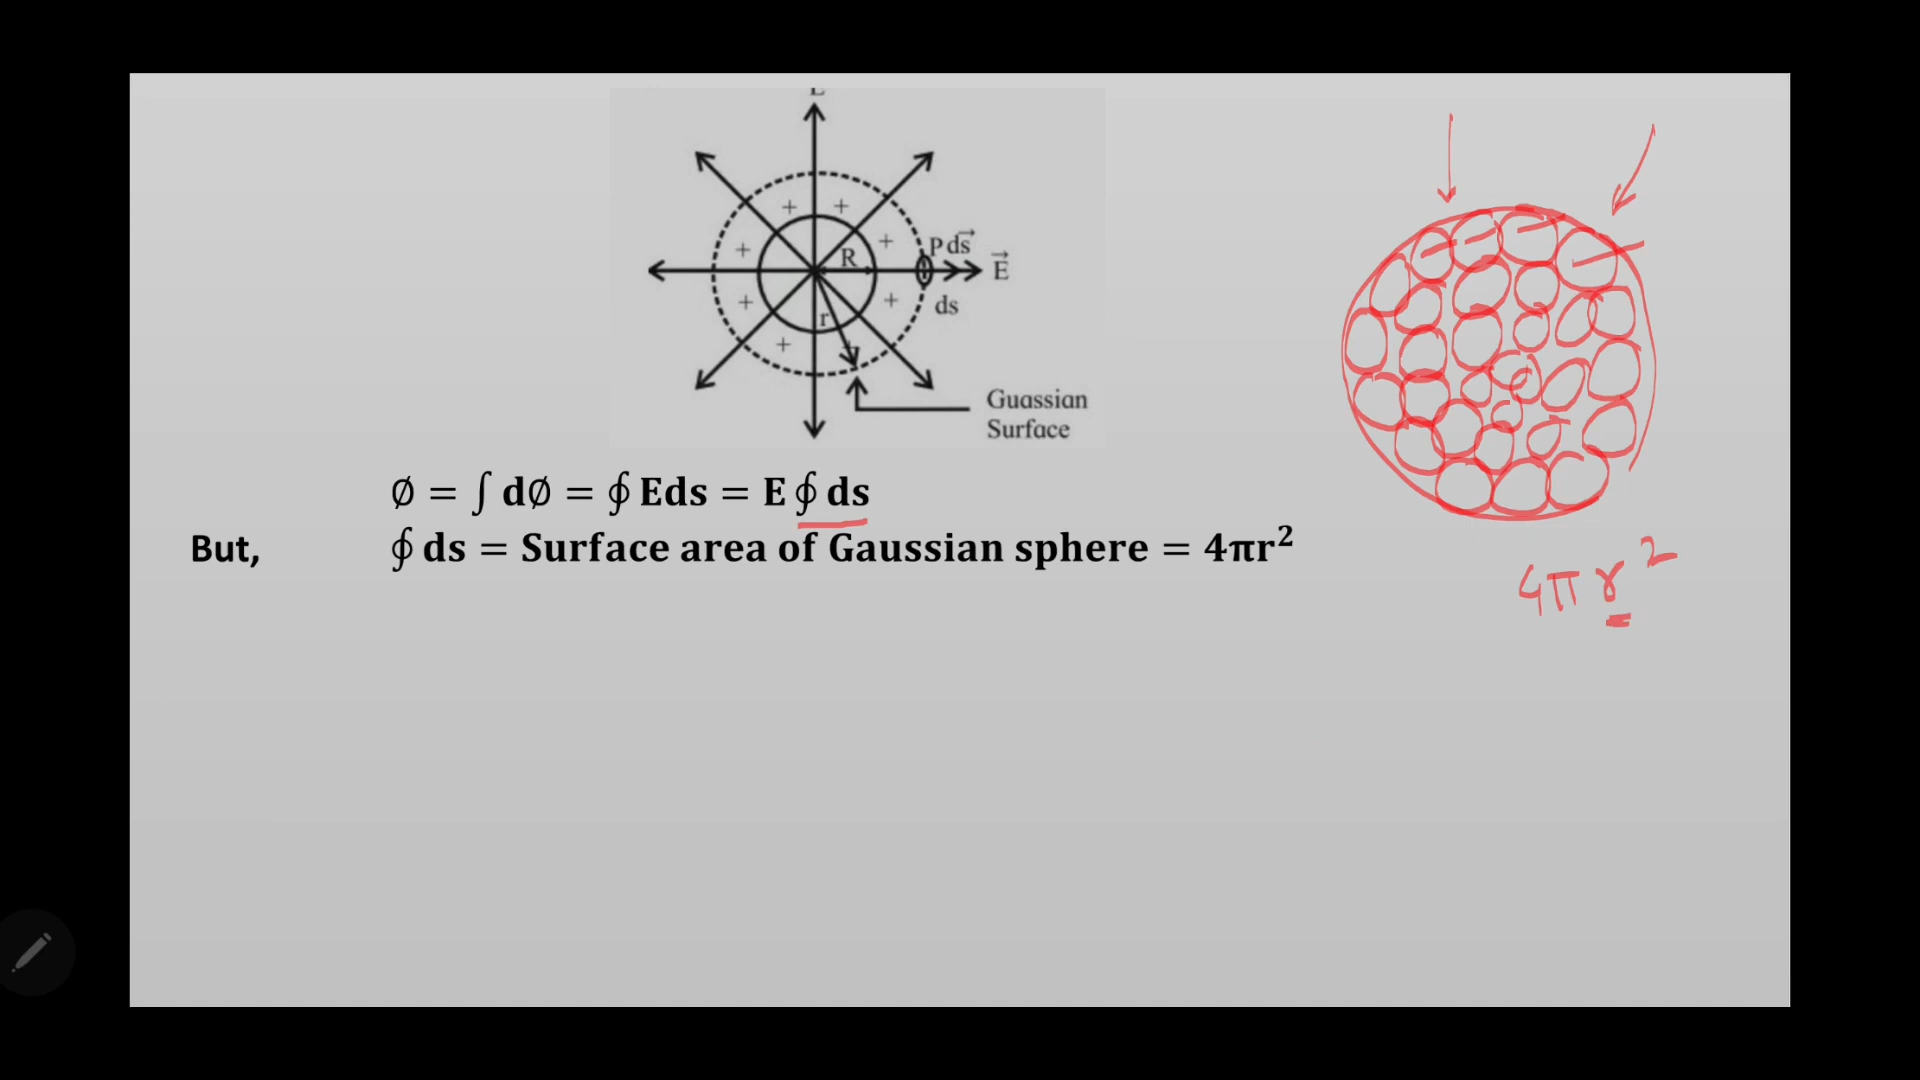 E
+ +
+ +
R
P ds⃗
E⃗
+ +
ds
r
+ +
Guassian
Surface
∅ = ∫ d∅ = ∮ Eds = E ∮ ds
But, ∮ ds = Surface area of Gaussian sphere = 4πr²
4πr²